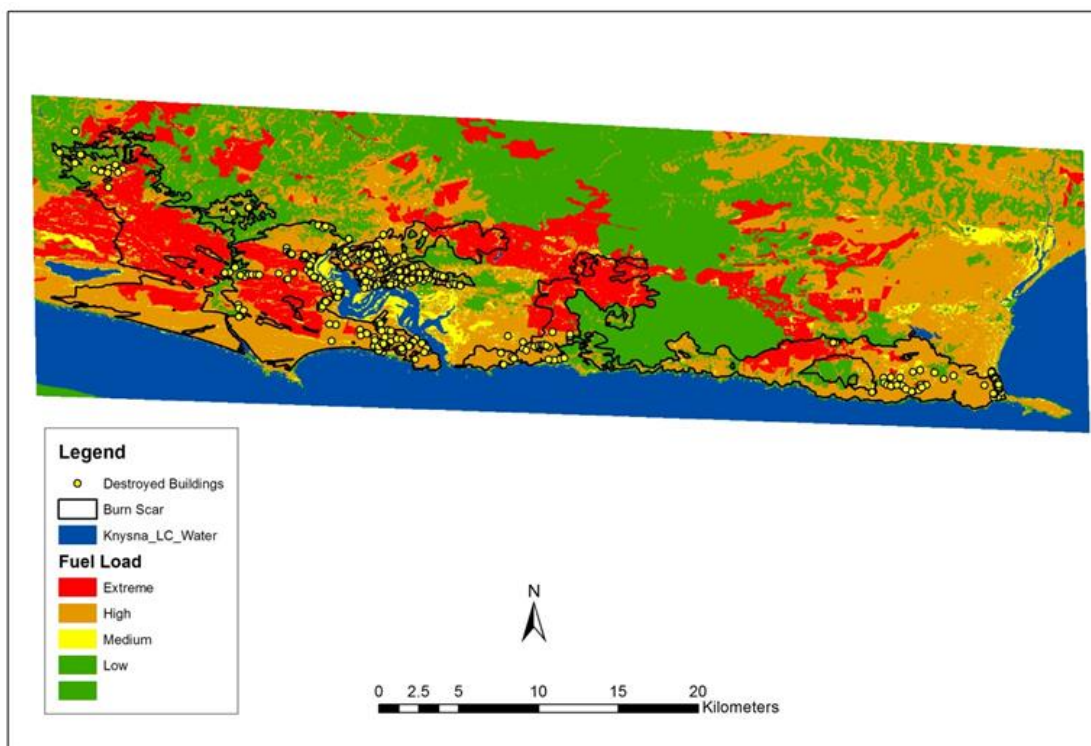 Legend
Destroyed Buildings
Burn Scar
Knysna_LC_Water
Fuel Load
Extreme
High
Medium
Low
N
0 2.5 5 10 15 20
Kilometers